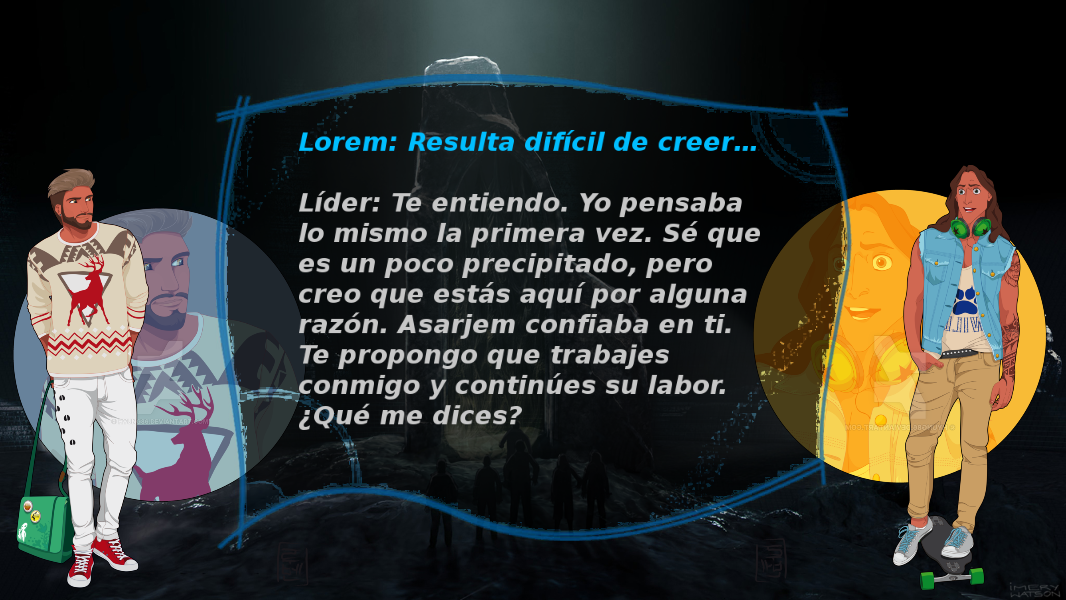 Lorem: Resulta difícil de creer...
Líder: Te entiendo. Yo pensaba
lo mismo la primera vez. Sé que
es un poco precipitado, pero
creo que estás aquí por alguna
razón. Asarjem confiaba en ti.
Te propongo que trabajes
conmigo y continúes su labor.
¿Qué me dices?
IMERY
WATSON